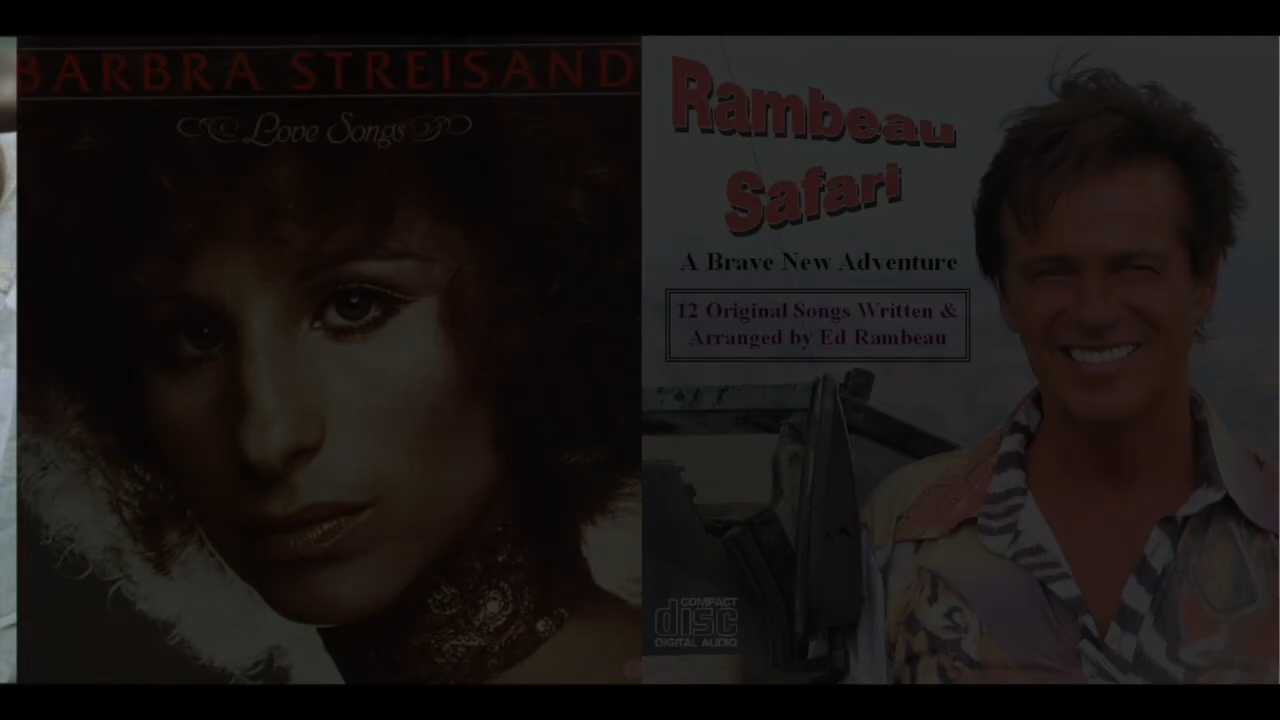 BARBRA STREISAND
Love Songs
Rambeau
Safari
A Brave New Adventure
12 Original Songs Written &
Arranged by Ed Rambeau
COMPACT
disc
DIGITAL AUDIO